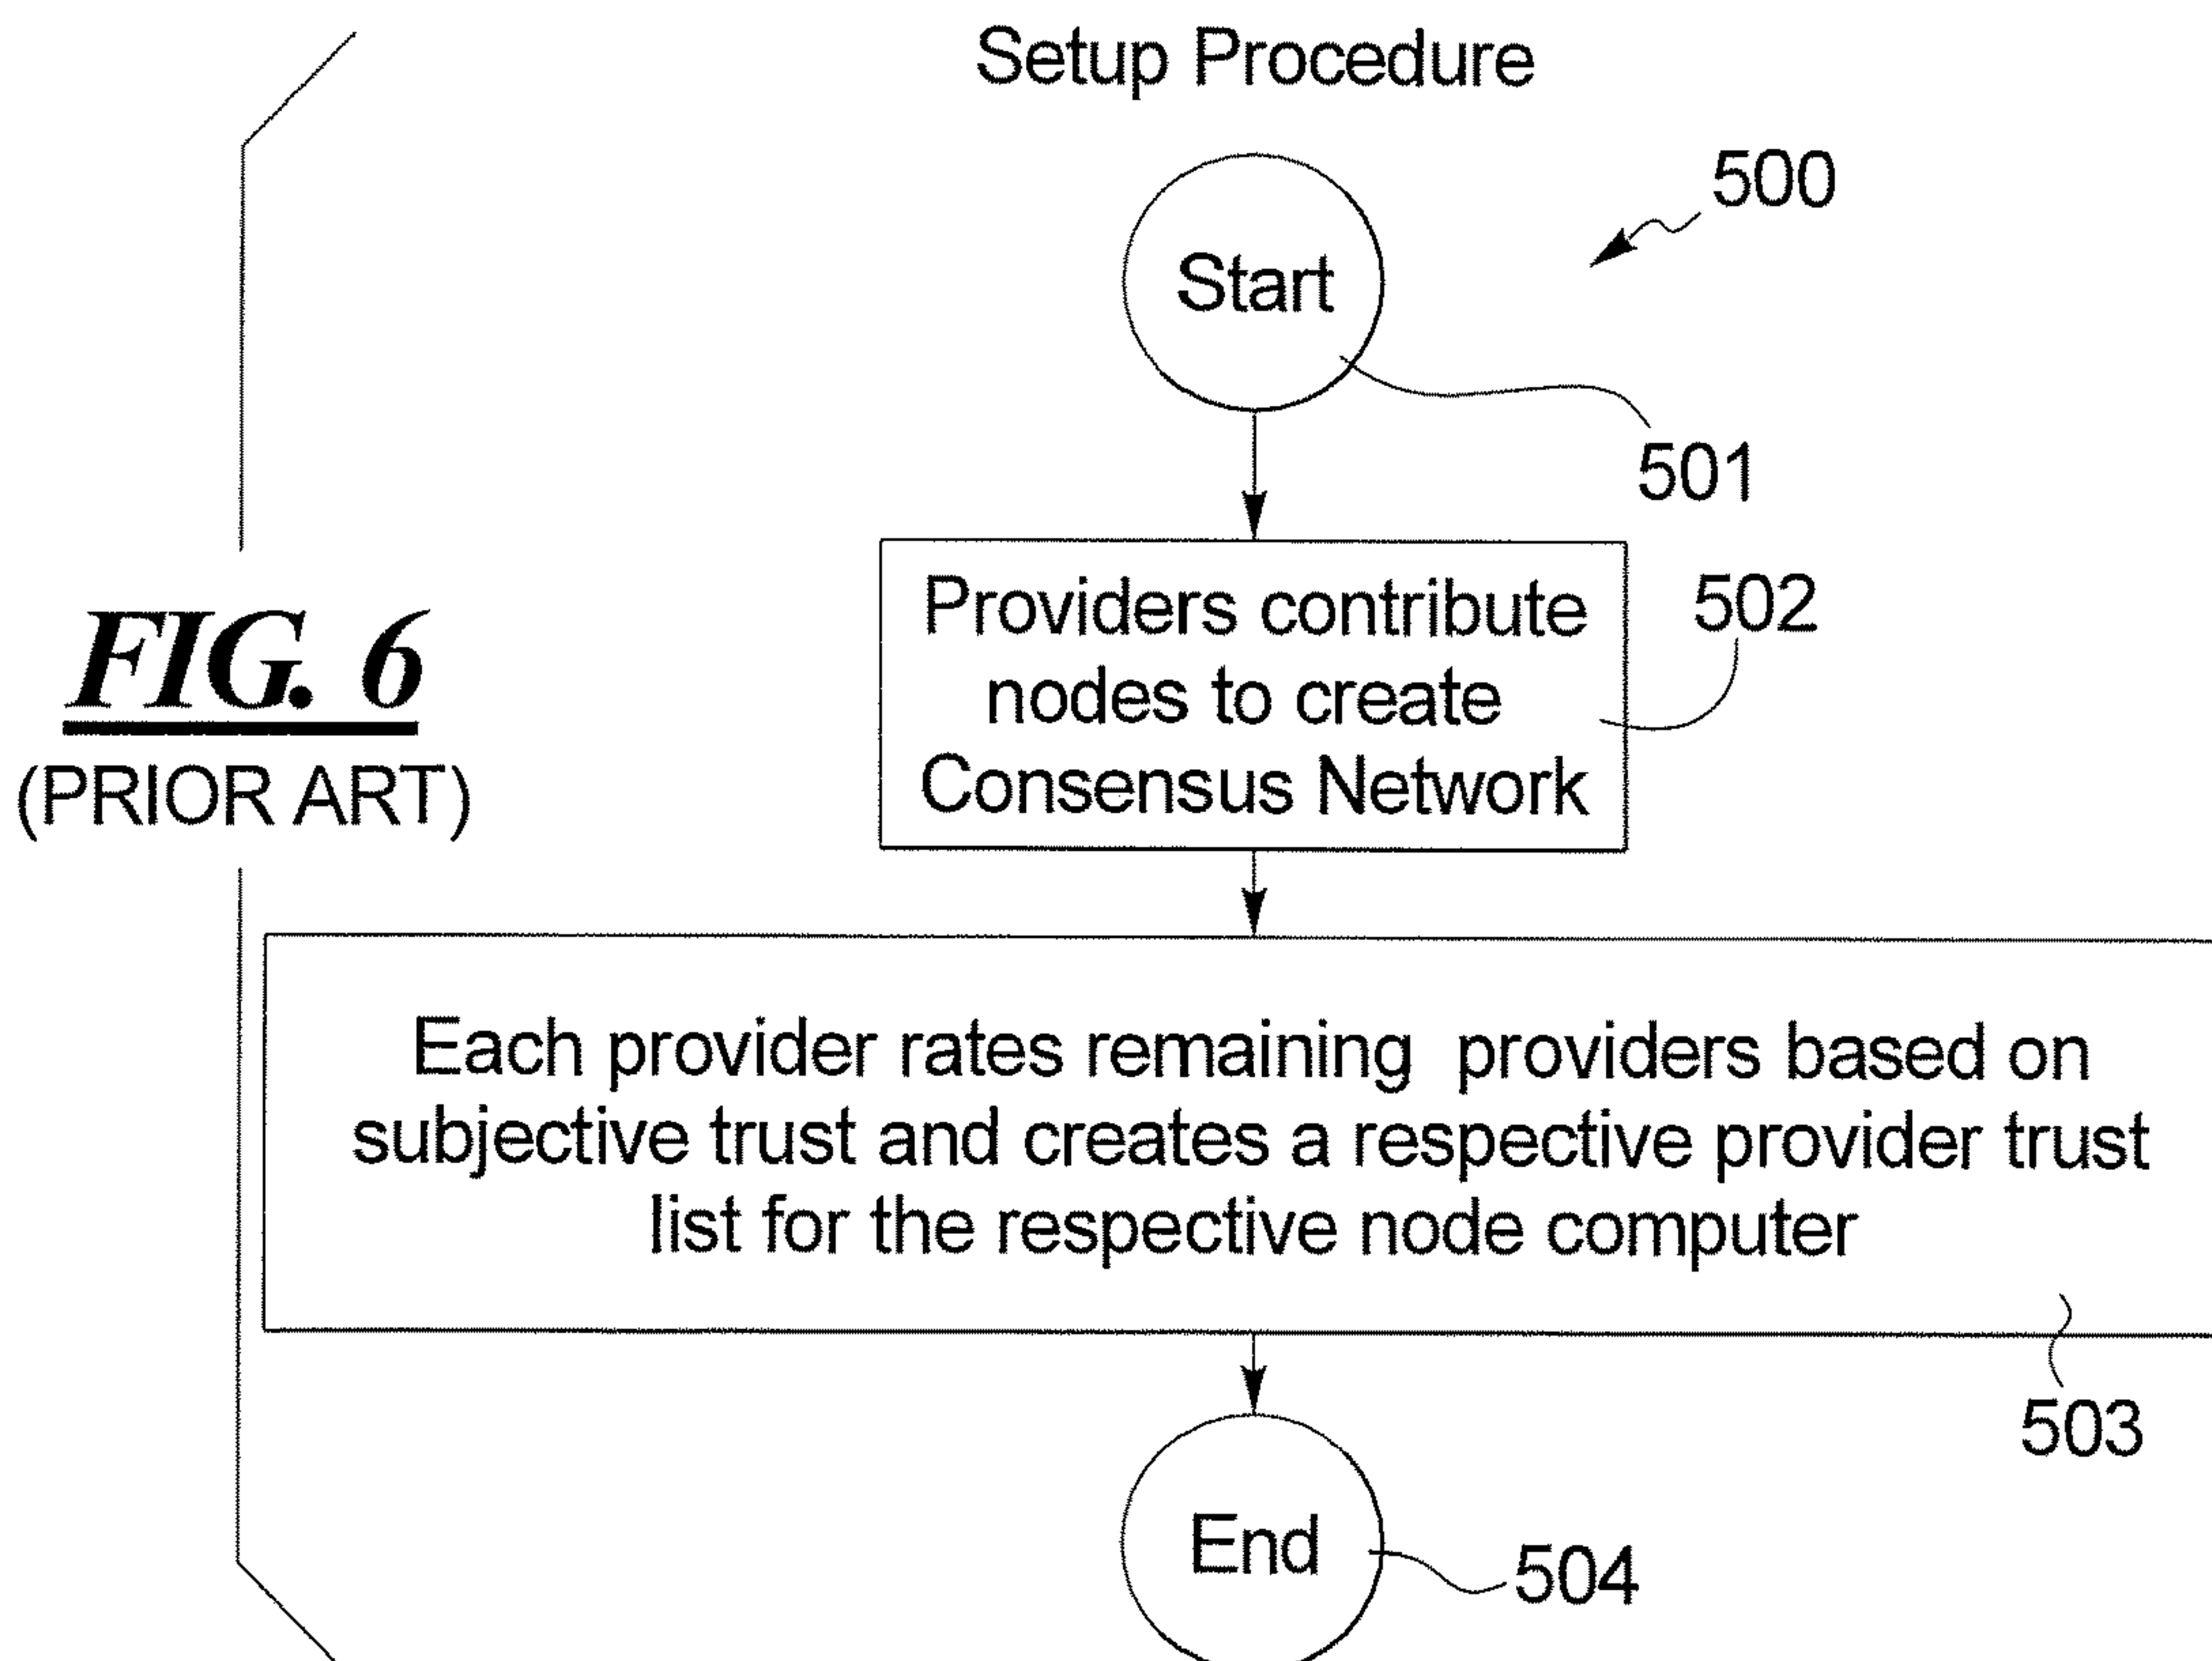 Setup Procedure
500
Start
501
Providers contribute
nodes to create
Consensus Network
502
FIG. 6
(PRIOR ART)
Each provider rates remaining providers based on
subjective trust and creates a respective provider trust
list for the respective node computer
503
End
504